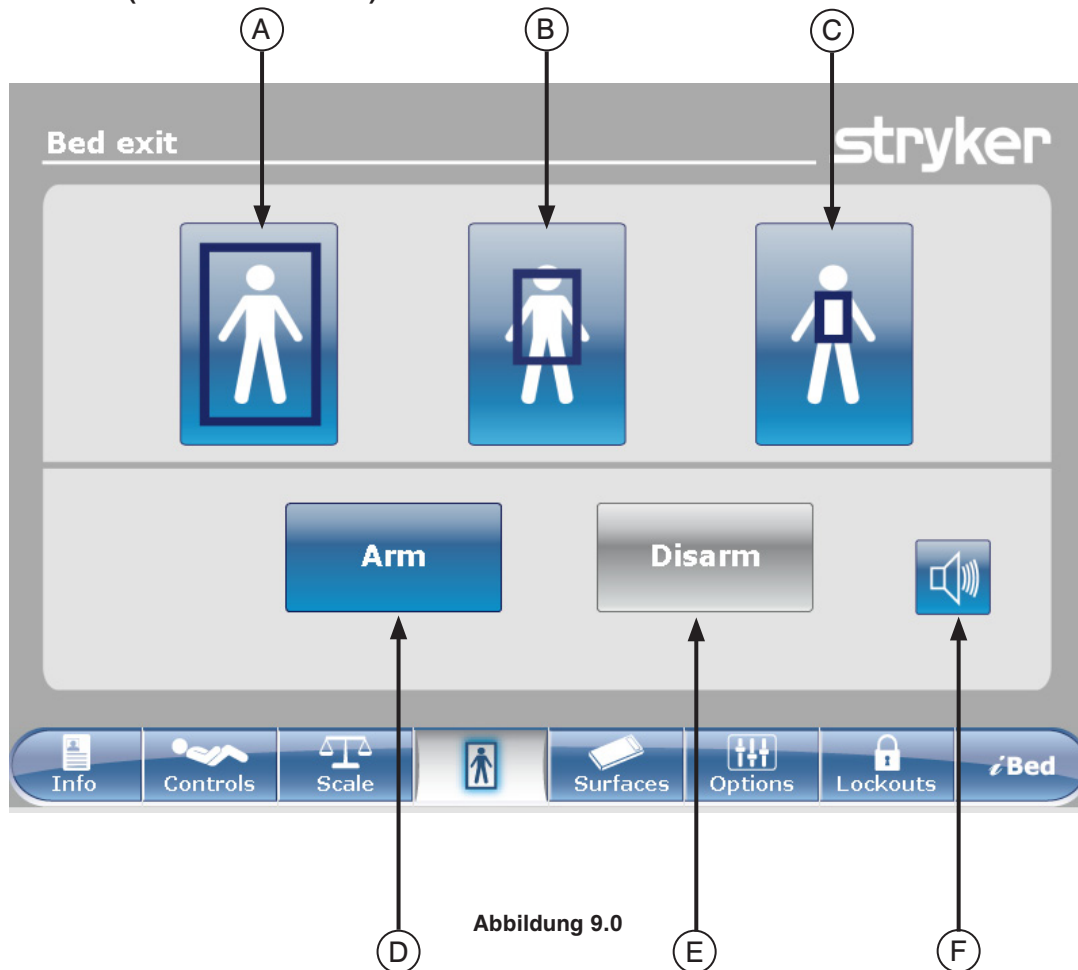 A B C
Bed exit
stryker
Arm Disarm
Info Controls Scale Surfaces Options Lockouts iBed
Abbildung 9.0
D E F